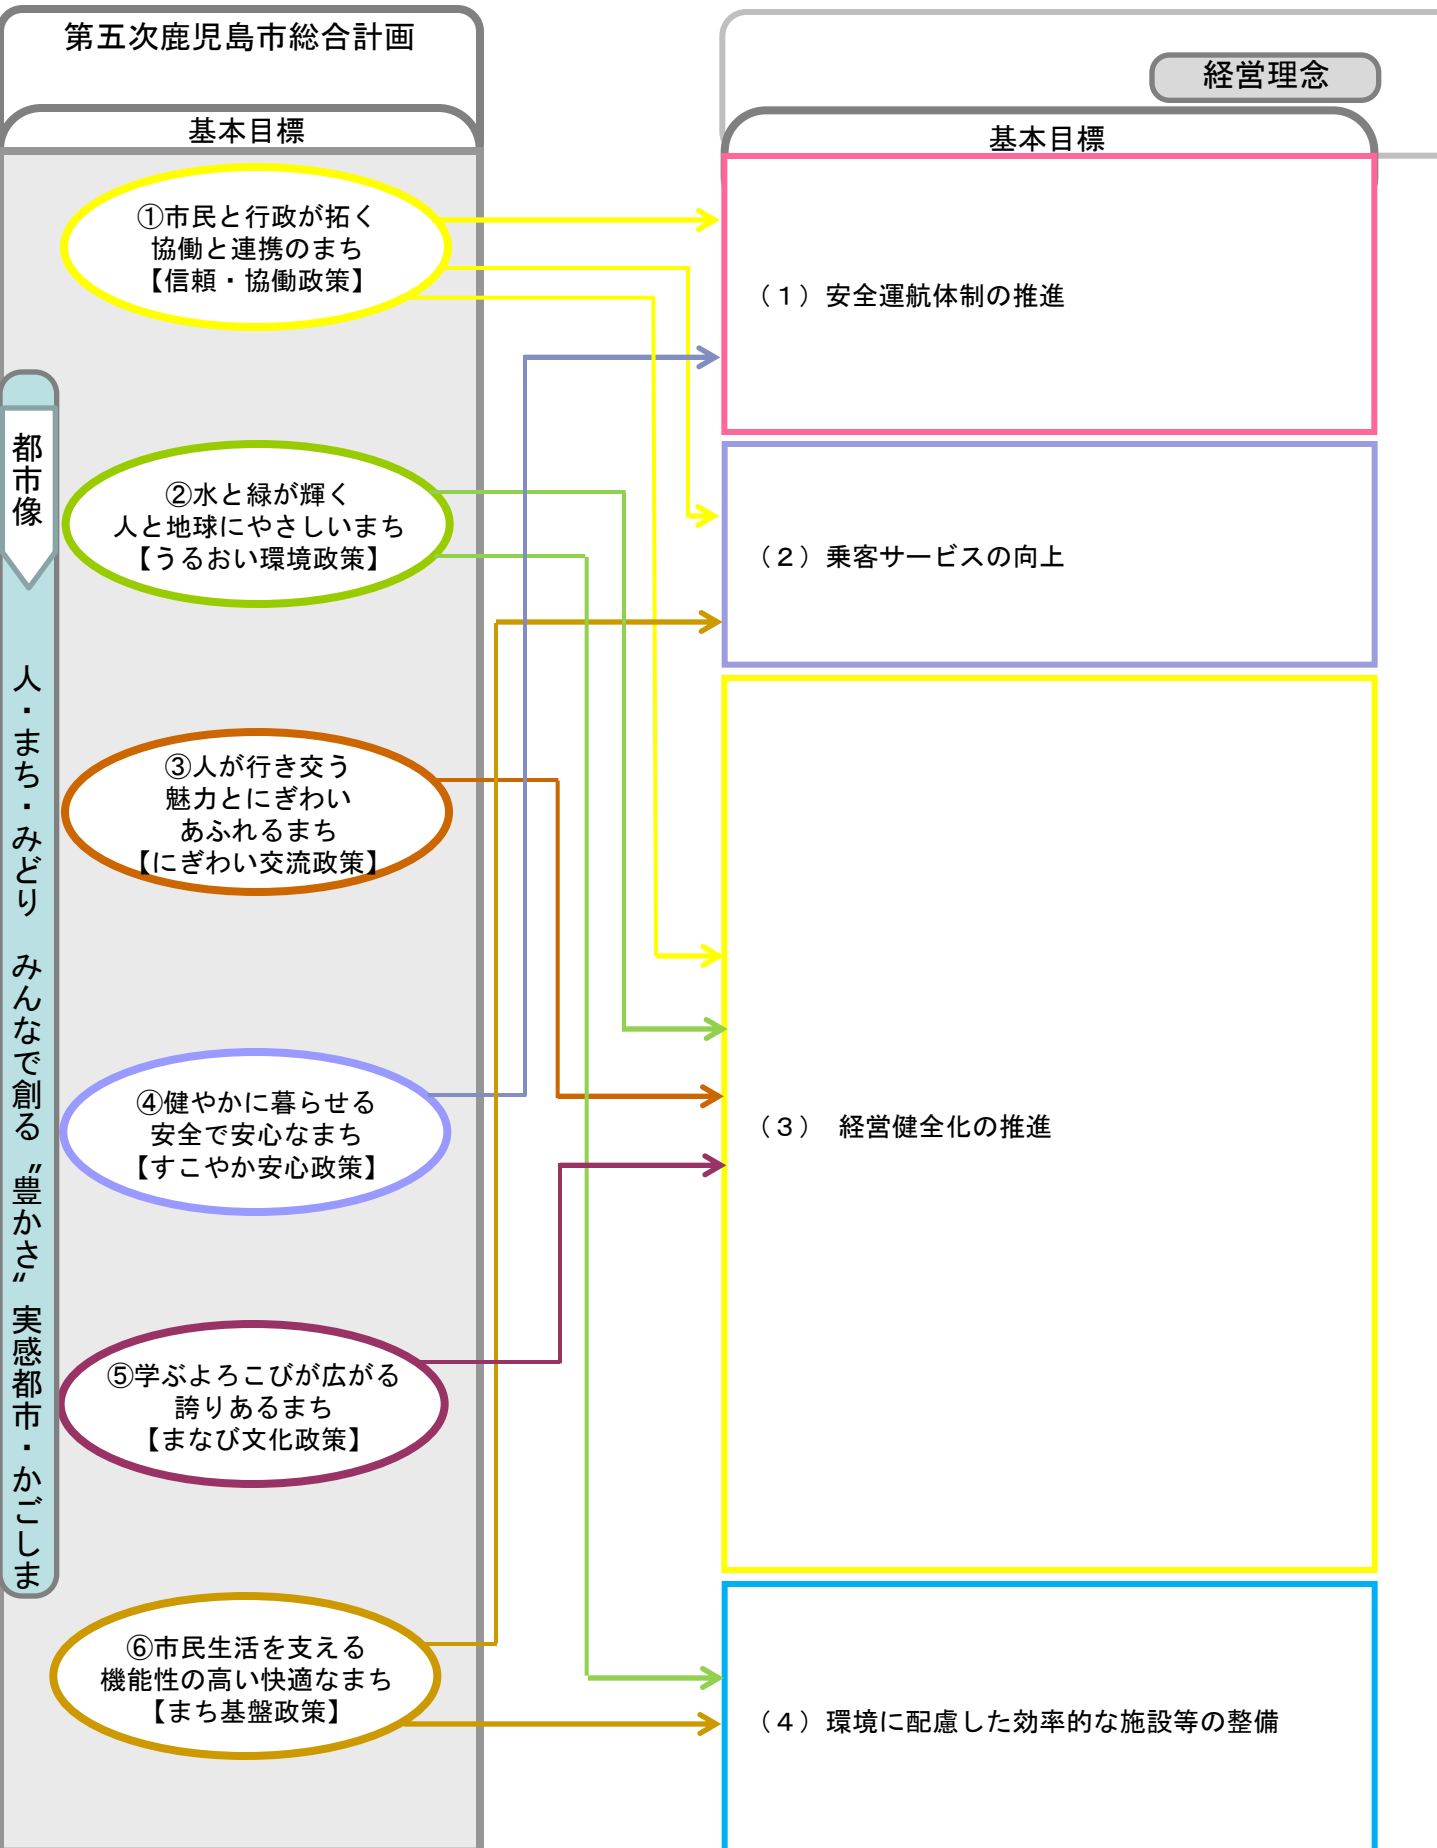 第五次鹿児島市総合計画
基本目標
①市民と行政が拓く
協働と連携のまち
【信頼・協働政策】
都市像
人・まち・みどり　みんなで創る〝豊かさ〟実感都市・かごしま
②水と緑が輝く
人と地球にやさしいまち
【うるおい環境政策】
③人が行き交う
魅力とにぎわい
あふれるまち
【にぎわい交流政策】
④健やかに暮らせる
安全で安心なまち
【すこやか安心政策】
⑤学ぶよろこびが広がる
誇りあるまち
【まなび文化政策】
⑥市民生活を支える
機能性の高い快適なまち
【まち基盤政策】
経営理念
基本目標
（１）安全運航体制の推進
（２）乗客サービスの向上
（３）　経営健全化の推進
（４）環境に配慮した効率的な施設等の整備